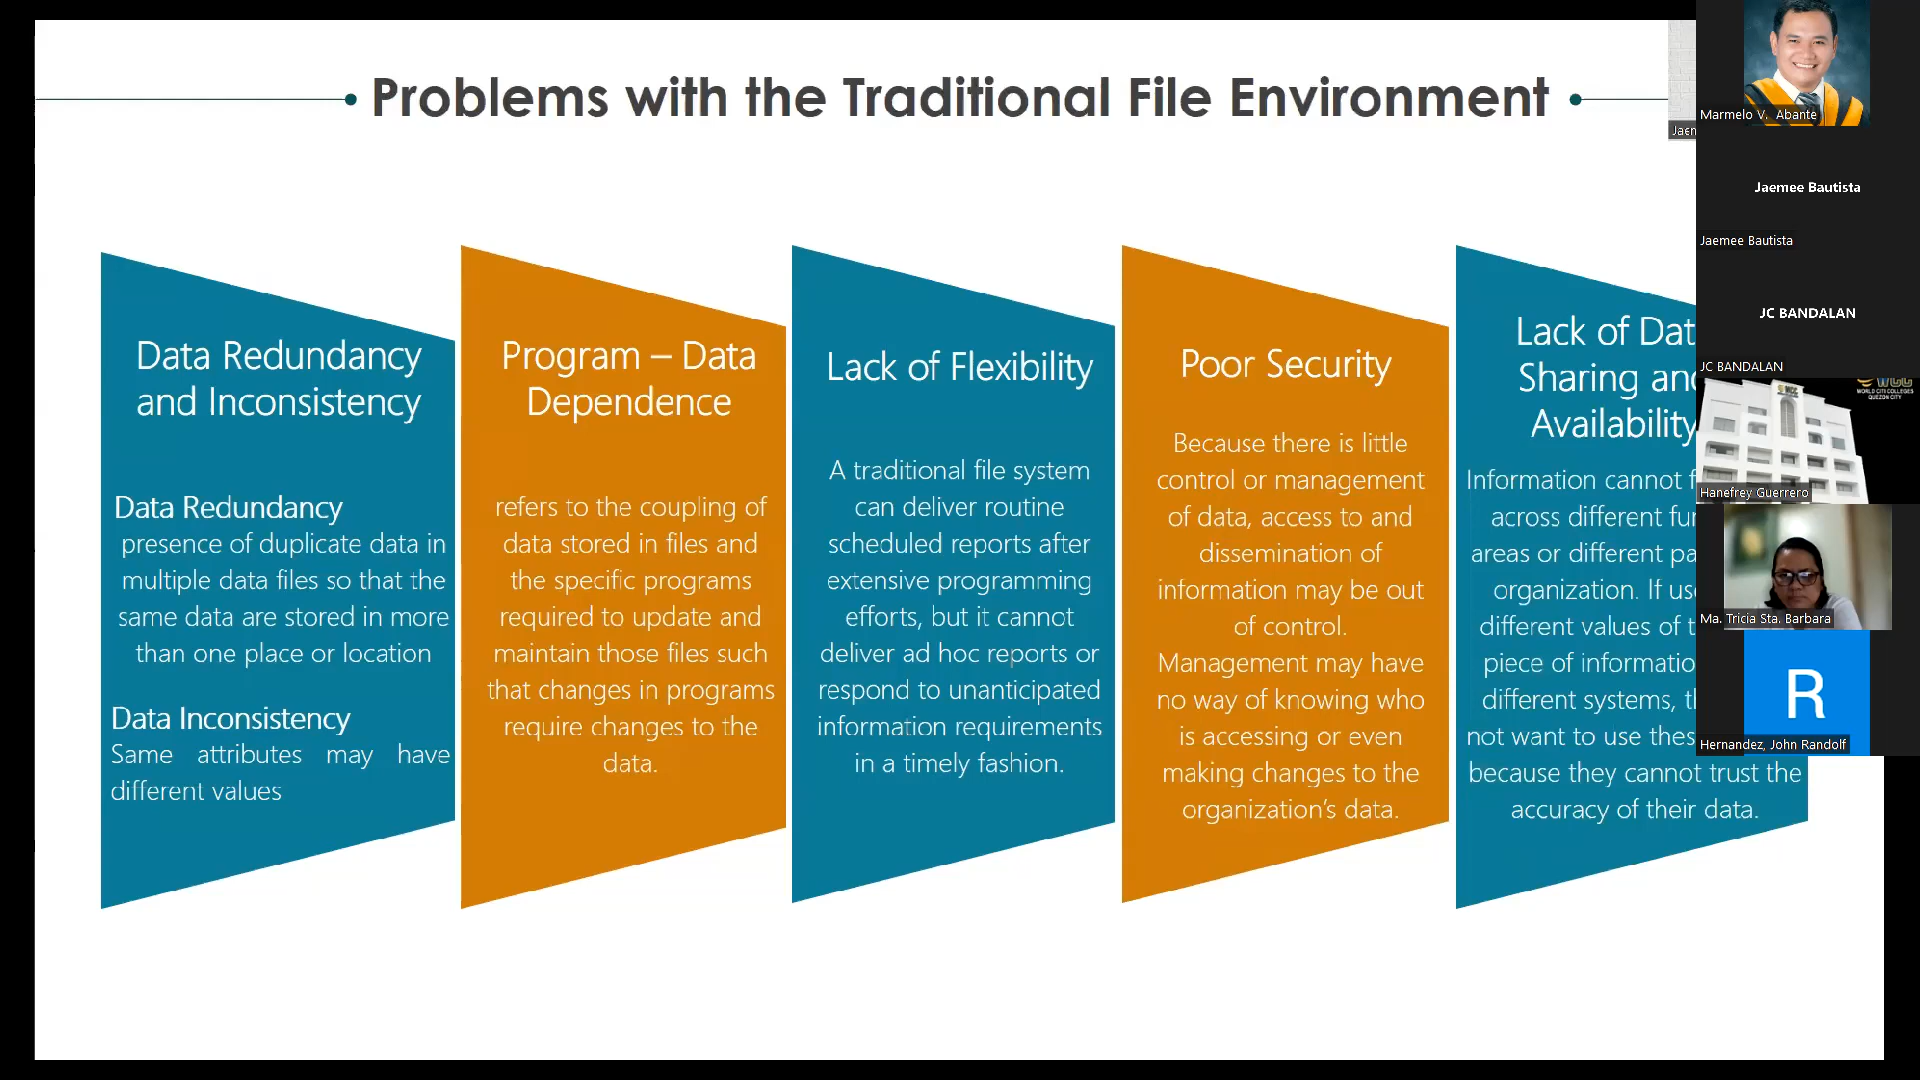 Problems with the Traditional File Environment
Data Redundancy
and Inconsistency
Data Redundancy
presence of duplicate data in
multiple data files so that the
same data are stored in more
than one place or location
Data Inconsistency
Same attributes may have
different values
Program – Data
Dependence
refers to the coupling of
data stored in files and
the specific programs
required to update and
maintain those files such
that changes in programs
require changes to the
data.
Lack of Flexibility
A traditional file system
can deliver routine
scheduled reports after
extensive programming
efforts, but it cannot
deliver ad hoc reports or
respond to unanticipated
information requirements
in a timely fashion.
Poor Security
Because there is little
control or management
of data, access to and
dissemination of
information may be out
of control.
Management may have
no way of knowing who
is accessing or even
making changes to the
organization's data.
Lack of
Sharing
Availability
Information cannot
across different
areas or different
organization. If
different values of
piece of
different systems,
not want to use
because they cannot trust the
accuracy of their data.
Marmelo V. Abante
Jaemee Bautista
Jaemee Bautista
JC BANDALAN
JC BANDALAN
WCC
WORLD CITI COLLEGES
QUEZON CITY
Hanefrey Guerrero
Ma. Tricia Sta. Barbara
R
Hernandez, John Randolf